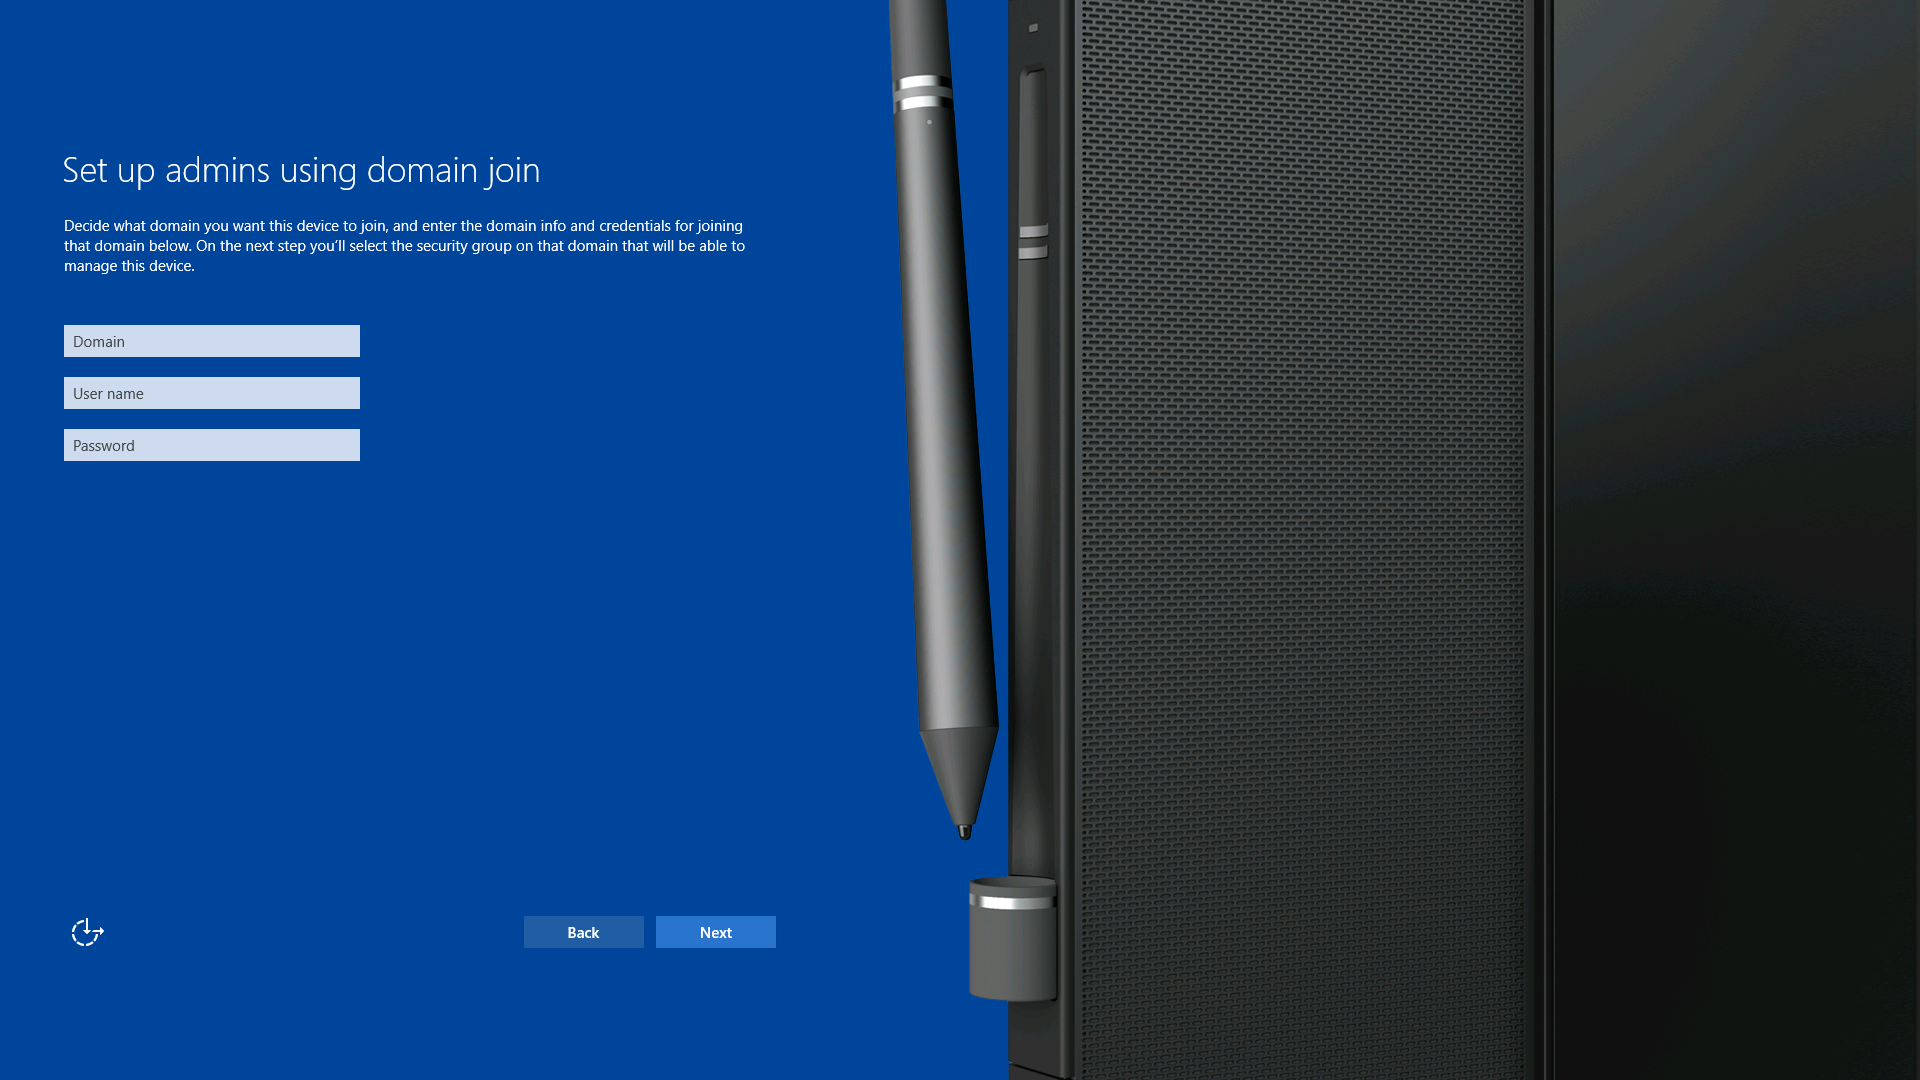 Set up admins using domain join
Decide what domain you want this device to join, and enter the domain info and credentials for joining
that domain below. On the next step you’ll select the security group on that domain that will be able to
manage this device.
Domain
User name
Password
Back
Next